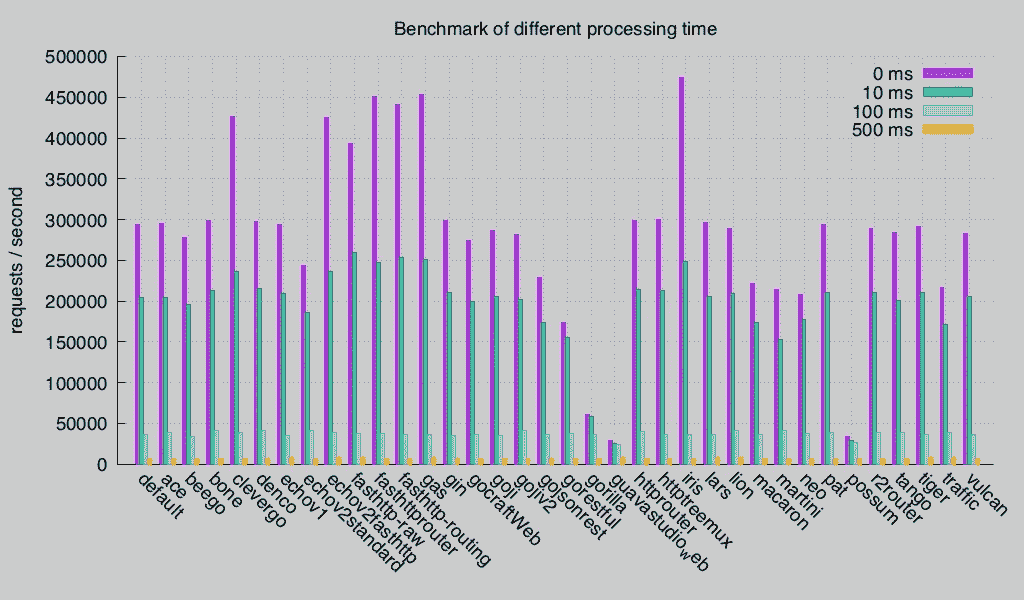 Benchmark of different processing time
500000
450000
400000
350000
300000
250000
200000
150000
100000
50000
0
requests / second
0 ms
10 ms
100 ms
500 ms
default
ace
beego
bone
clevergo
denco
echov1
echov2standard
echov2fasthttp
fasthttp-raw
fasthttprouter
fasthttp-routing
gas
gin
gocraftWeb
goji
gojiv2
gojsonrest
gorestful
gorilla
guavastudioweb
httprouter
httptreemux
iris
lars
lion
macaron
martini
neo
pat
possum
r2router
tango
tiger
traffic
vulcan